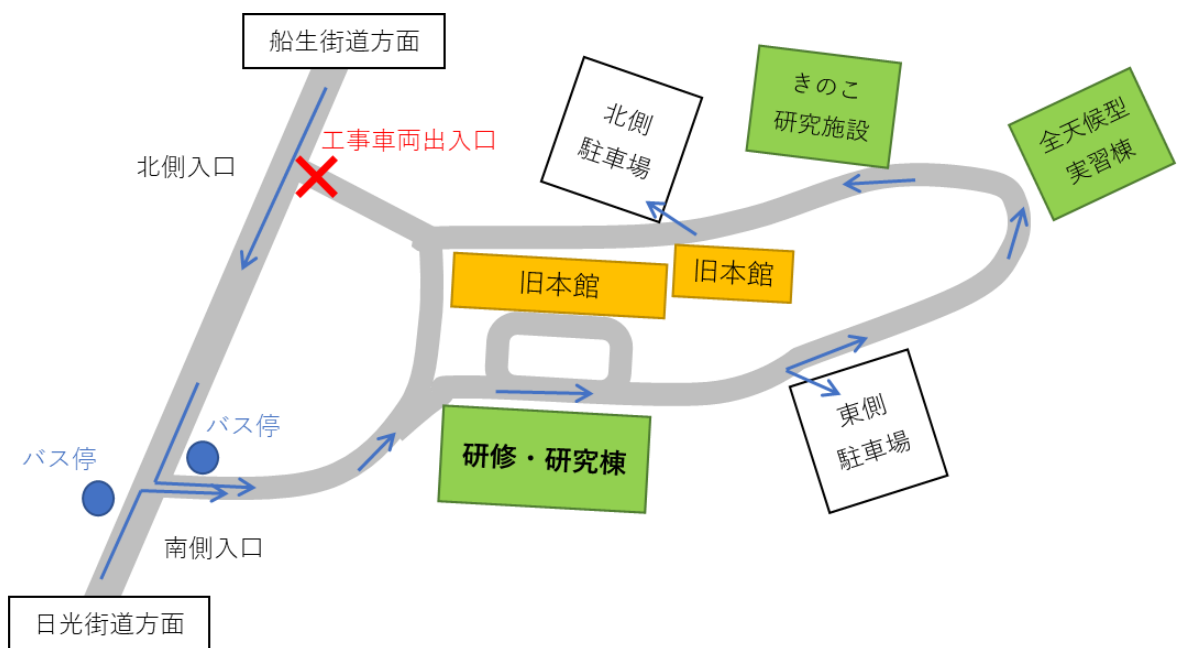 船生街道方面
工事車両出入口
北側入口
北側
駐車場
きのこ
研究施設
全天候型
実習棟
旧本館
旧本館
バス停
バス停
研修・研究棟
東側
駐車場
南側入口
日光街道方面